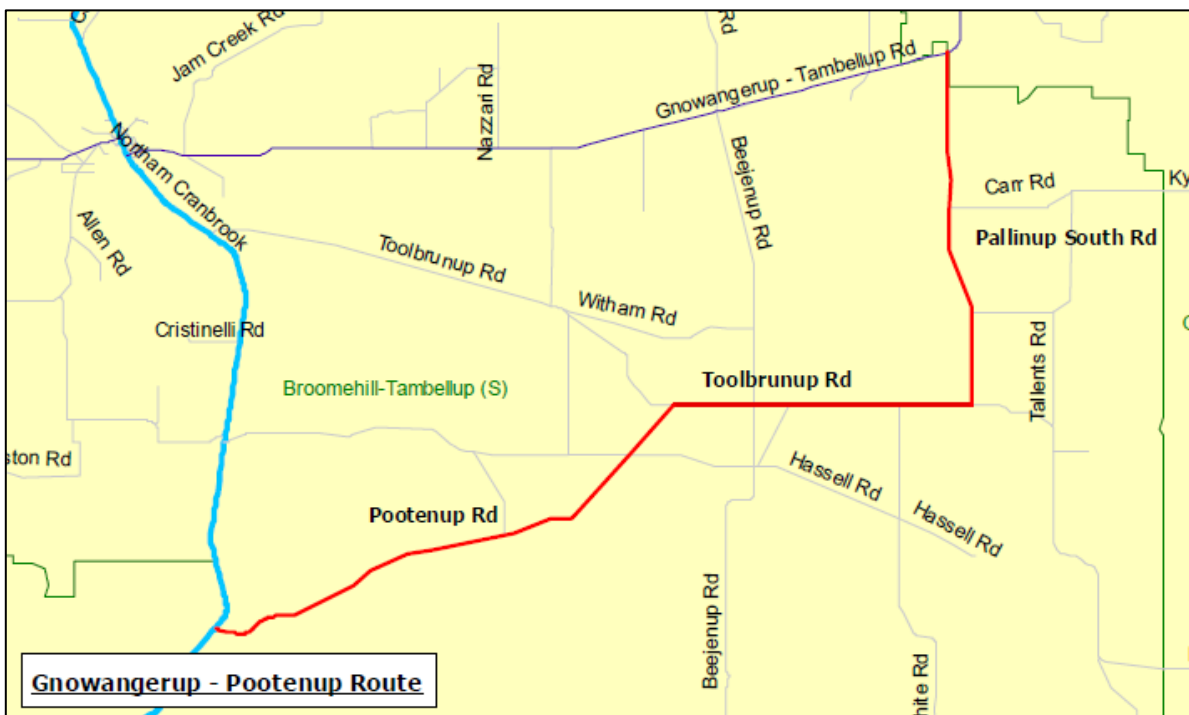 Jam Creek Rd
Rd
Gnowangerup - Tambellup Rd
Nazzari Rd
Northam Cranbrook
Beejenup Rd
Carr Rd
Ky
Allen Rd
Pallinup South Rd
Toolbrunup Rd
Witham Rd
Cristinelli Rd
Tallents Rd
Toolbrunup Rd
Broomehill-Tambellup (S)
ston Rd
Hassell Rd
Pootenup Rd
Hassell Rd
Beejenup Rd
hite Rd
Gnowangerup - Pootenup Route